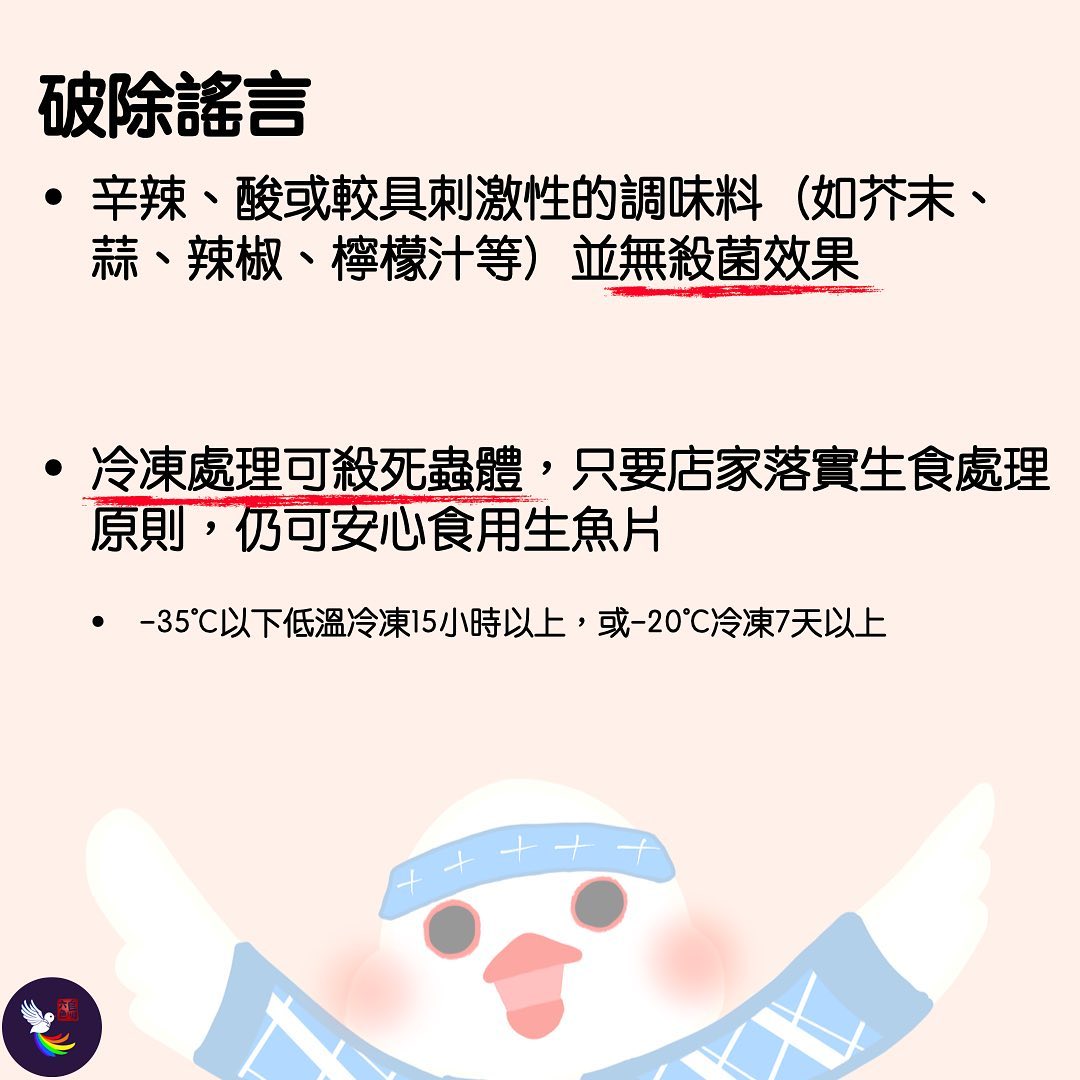 破除謠言
• 辛辣、酸或較具刺激性的調味料（如芥末、
蒜、辣椒、檸檬汁等）並無殺菌效果
• 冷凍處理可殺死蟲體，只要店家落實生食處理
原則，仍可安心食用生魚片
• -35°C以下低溫冷凍15小時以上，或-20°C冷凍7天以上